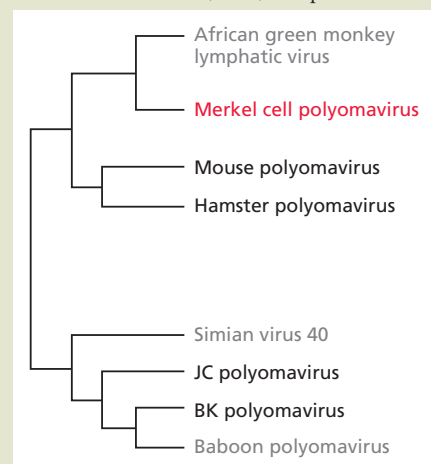 African green monkey
lymphatic virus
Merkel cell polyomavirus
Mouse polyomavirus
Hamster polyomavirus
Simian virus 40
JC polyomavirus
BK polyomavirus
Baboon polyomavirus